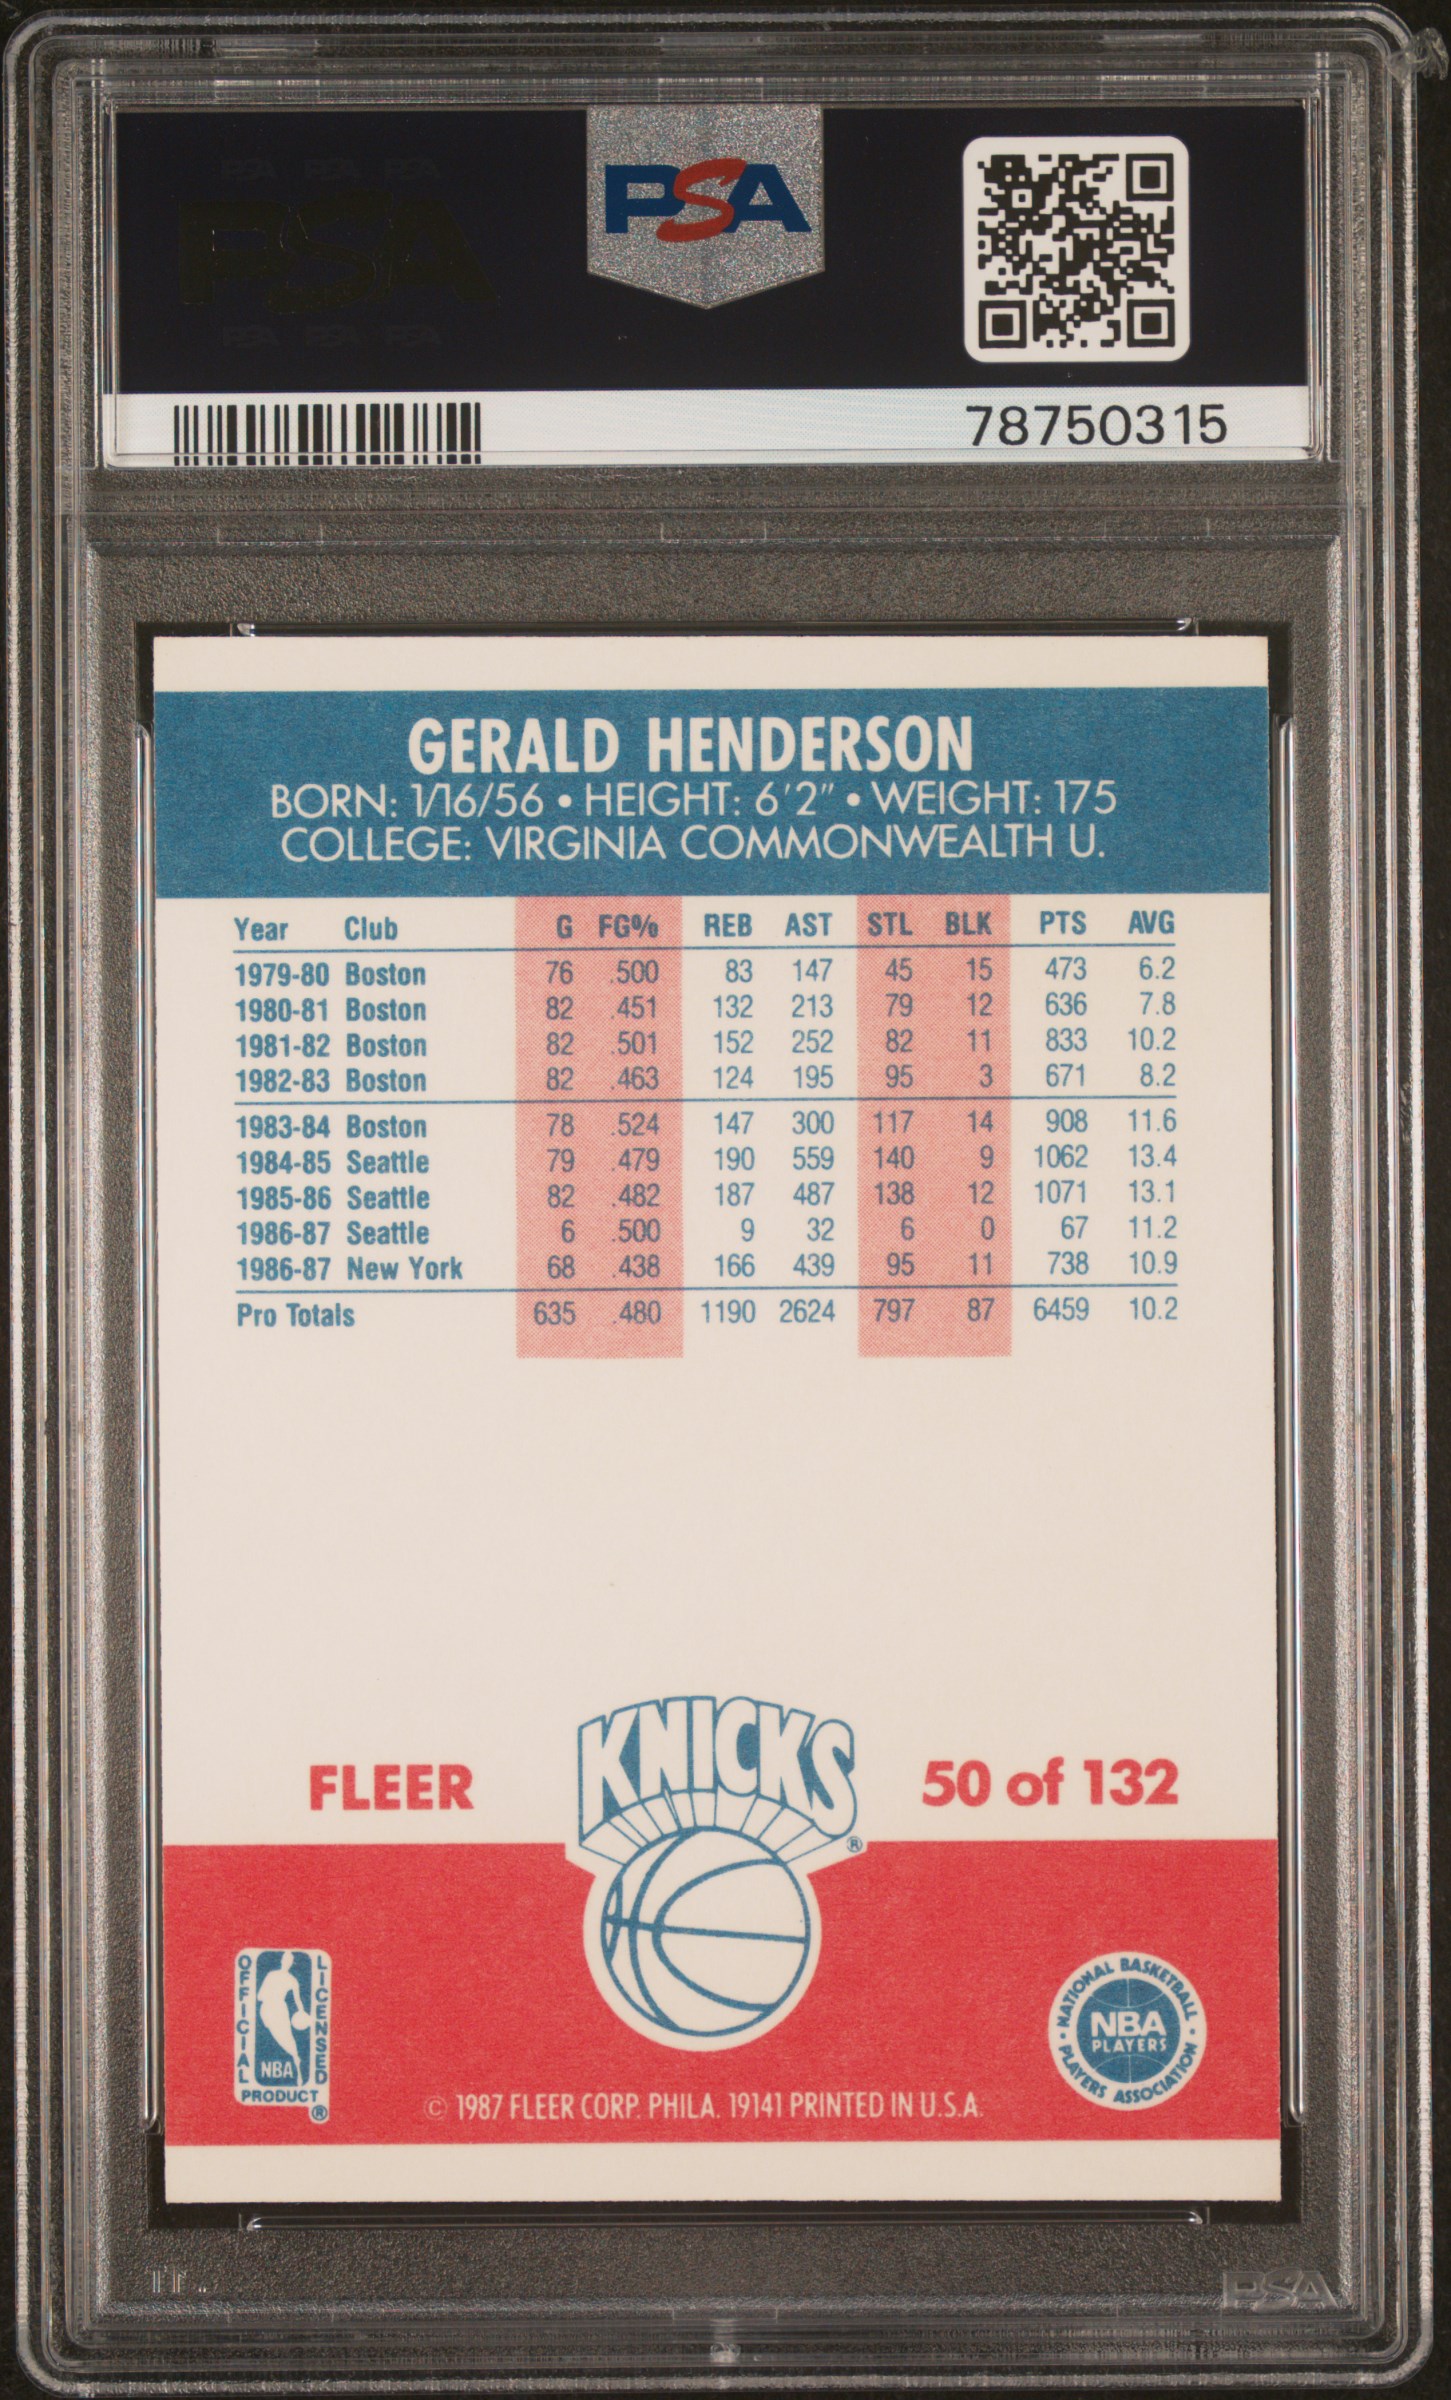 PSA PSA PSA
PSA
PSA PSA PSA
PSA
78750315
GERALD HENDERSON
BORN: 1/16/56 • HEIGHT: 6'2" • WEIGHT: 175
COLLEGE: VIRGINIA COMMONWEALTH U.
Year Club G FG% REB AST STL BLK PTS AVG
1979-80 Boston 76 .500 83 147 45 15 473 6.2
1980-81 Boston 82 .451 132 213 79 12 636 7.8
1981-82 Boston 82 .501 152 252 82 11 833 10.2
1982-83 Boston 82 .463 124 195 95 3 671 8.2
1983-84 Boston 78 .524 147 300 117 14 908 11.6
1984-85 Seattle 79 .479 190 559 140 9 1062 13.4
1985-86 Seattle 82 .482 187 487 138 12 1071 13.1
1986-87 Seattle 6 .500 9 32 6 0 67 11.2
1986-87 New York 68 .438 166 439 95 11 738 10.9
Pro Totals 635 .480 1190 2624 797 87 6459 10.2
FLEER
KNICKS ®
50 of 132
OFFICIAL LICENSED
NBA
PRODUCT ®
NATIONAL BASKETBALL
NBA
PLAYERS
PLAYERS ASSOCIATION
© 1987 FLEER CORP. PHILA. 19141 PRINTED IN U.S.A.
PSA